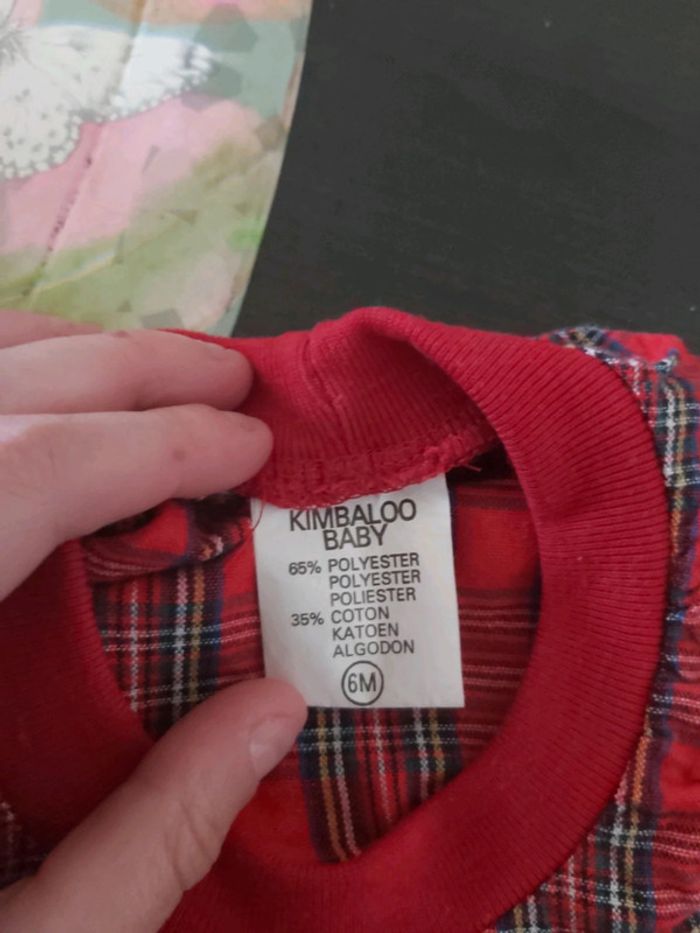 KIMBALOO
BABY
65% POLYESTER
POLYESTER
POLIESTER
35% COTON
KATOEN
ALGODON
6M